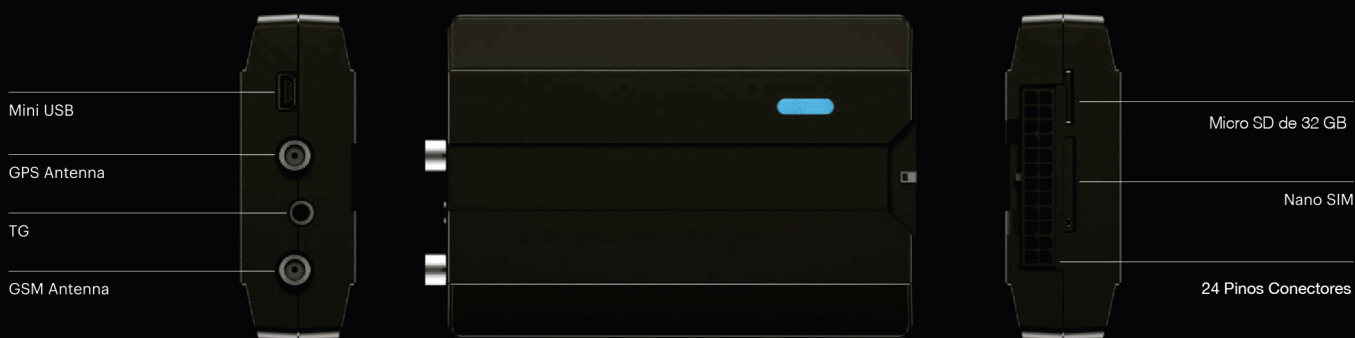 Mini USB
GPS Antenna
TG
GSM Antenna
Micro SD de 32 GB
Nano SIM
24 Pinos Conectores